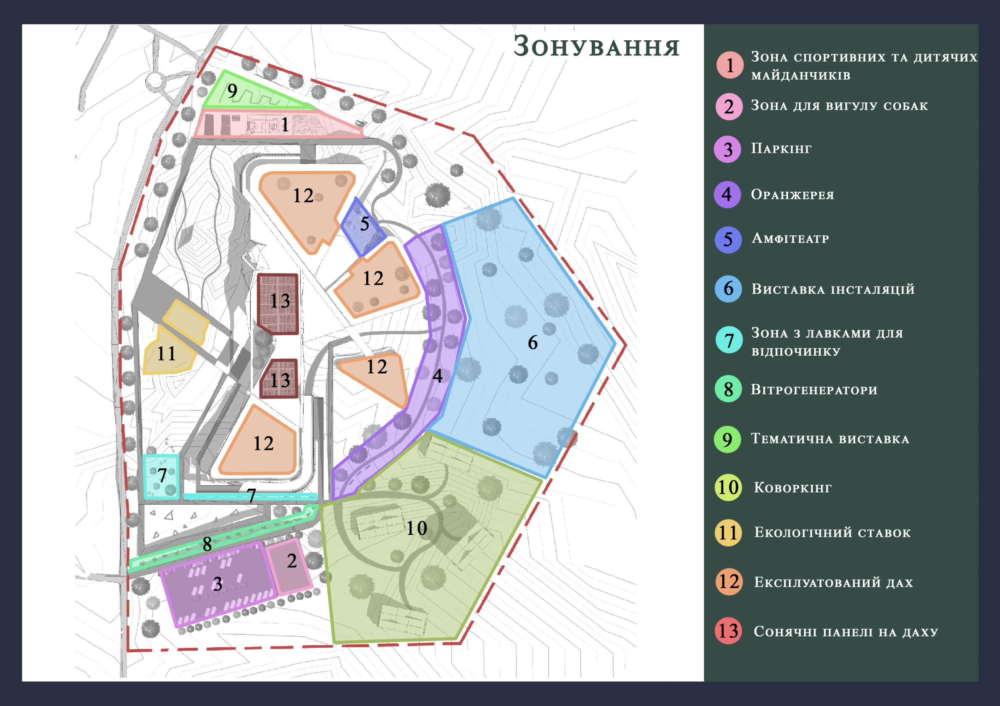 Зонування
9
1
12
5
12
13
6
11
12
4
13
12
7
7
10
8
2
3
1 Зона спортивних та дитячих
майданчиків
2 Зона для вигулу собак
3 Паркінг
4 Оранжерея
5 Амфітеатр
6 Виставка інсталяцій
7 Зона з лавками для
відпочинку
8 Вітрогенератори
9 Тематична виставка
10 Коворкінг
11 Екологічний ставок
12 Експлуатований дах
13 Сонячні панелі на даху